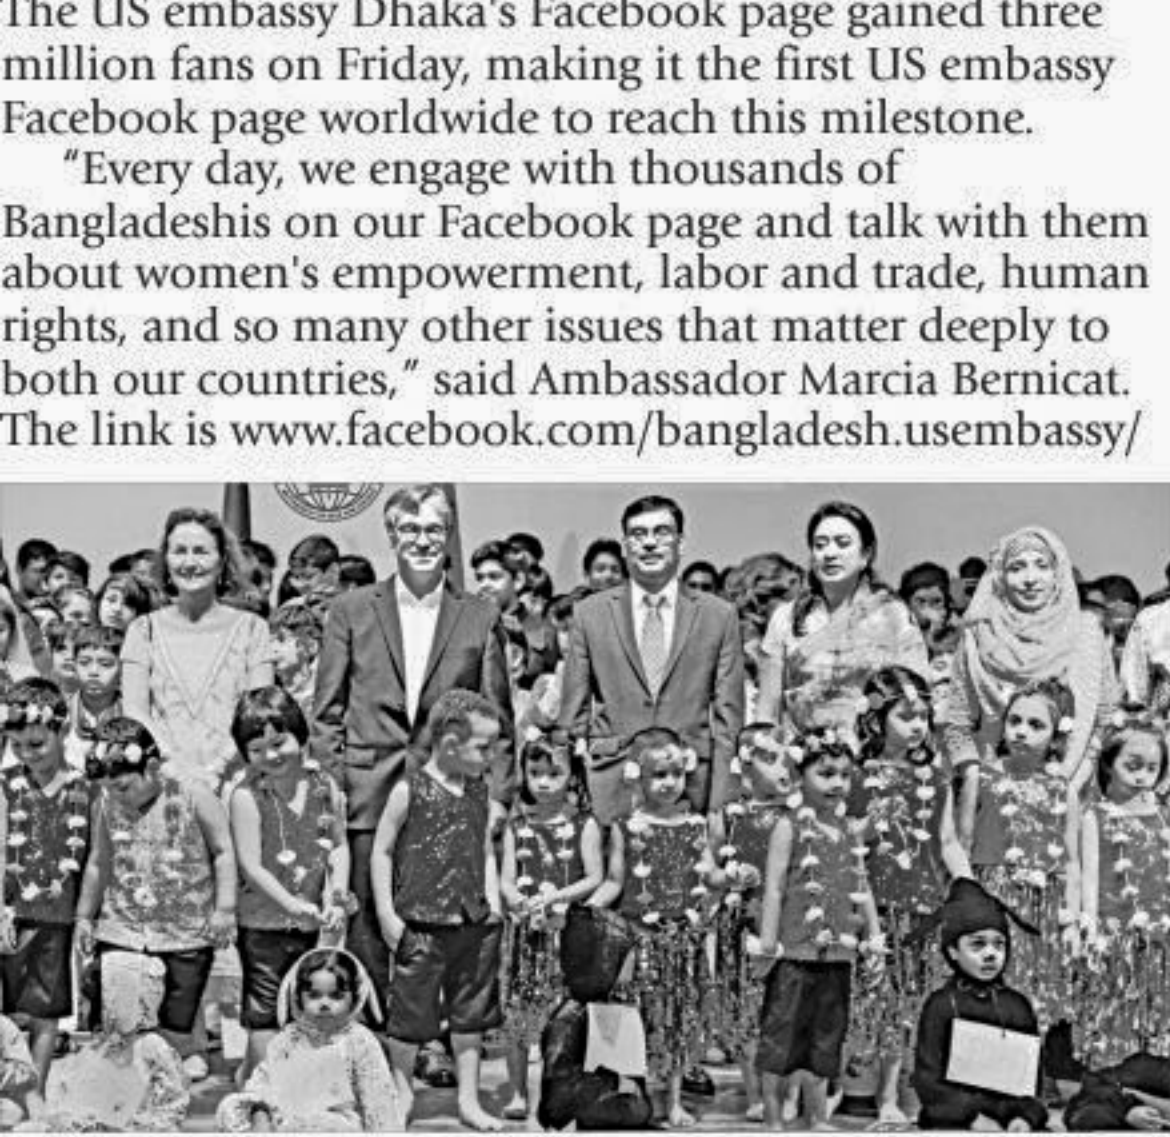 The US embassy Dhaka's Facebook page gained three
million fans on Friday, making it the first US embassy
Facebook page worldwide to reach this milestone.
“Every day, we engage with thousands of
Bangladeshis on our Facebook page and talk with them
about women's empowerment, labor and trade, human
rights, and so many other issues that matter deeply to
both our countries,” said Ambassador Marcia Bernicat.
The link is www.facebook.com/bangladesh.usembassy/